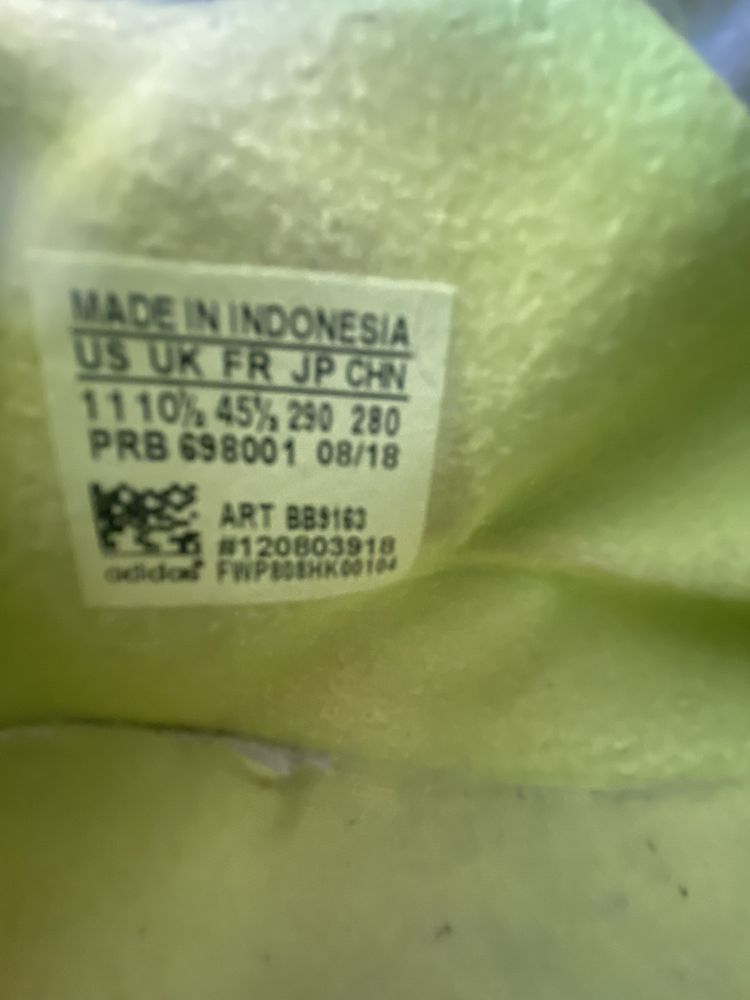 MADE IN INDONESIA
US UK FR JP CHN
11 10½ 45⅓ 290 280
PRB 698001 08/18
ART BB9163
#120803918
adidas FWP808HK00104